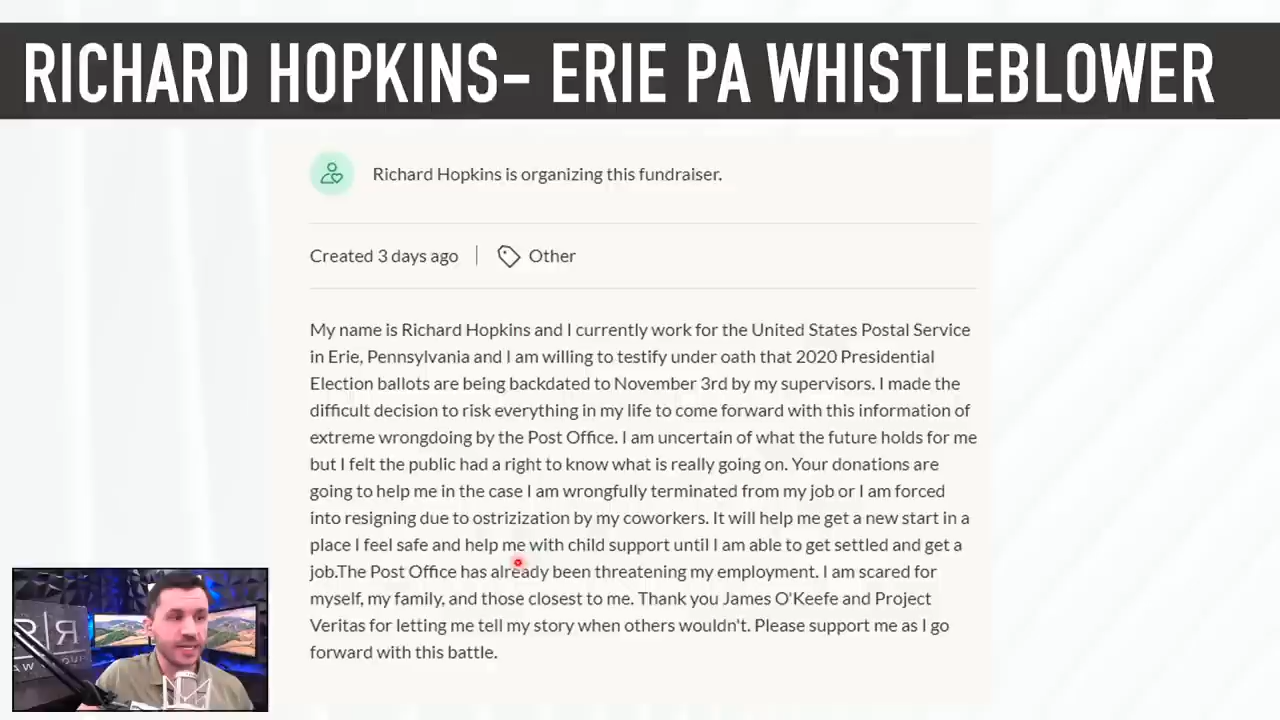 RICHARD HOPKINS- ERIE PA WHISTLEBLOWER
Richard Hopkins is organizing this fundraiser.
Created 3 days ago | Other
My name is Richard Hopkins and I currently work for the United States Postal Service
in Erie, Pennsylvania and I am willing to testify under oath that 2020 Presidential
Election ballots are being backdated to November 3rd by my supervisors. I made the
difficult decision to risk everything in my life to come forward with this information of
extreme wrongdoing by the Post Office. I am uncertain of what the future holds for me
but I felt the public had a right to know what is really going on. Your donations are
going to help me in the case I am wrongfully terminated from my job or I am forced
into resigning due to ostrizization by my coworkers. It will help me get a new start in a
place I feel safe and help me with child support until I am able to get settled and get a
job.The Post Office has already been threatening my employment. I am scared for
myself, my family, and those closest to me. Thank you James O'Keefe and Project
Veritas for letting me tell my story when others wouldn't. Please support me as I go
forward with this battle.